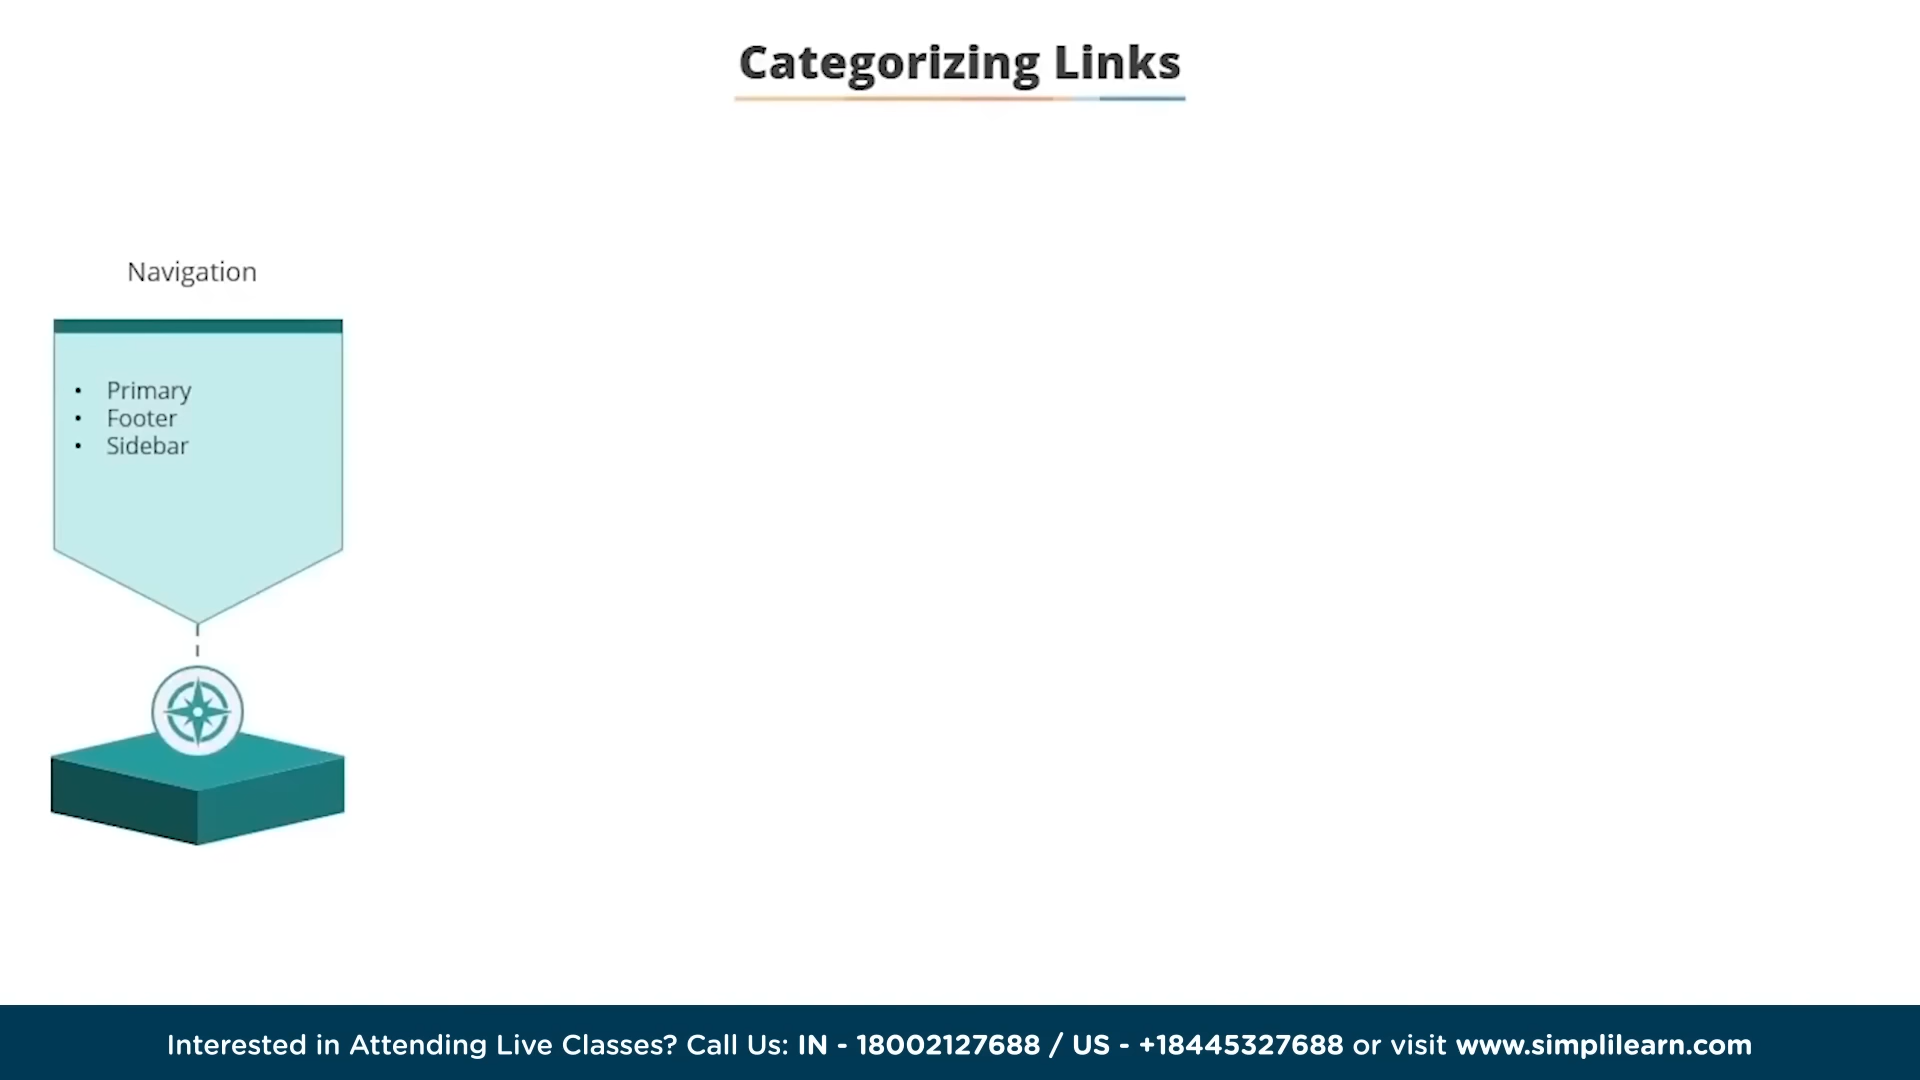 Categorizing Links
Navigation
• Primary
• Footer
• Sidebar
Interested in Attending Live Classes? Call Us: IN - 18002127688 / US - +18445327688 or visit www.simplilearn.com